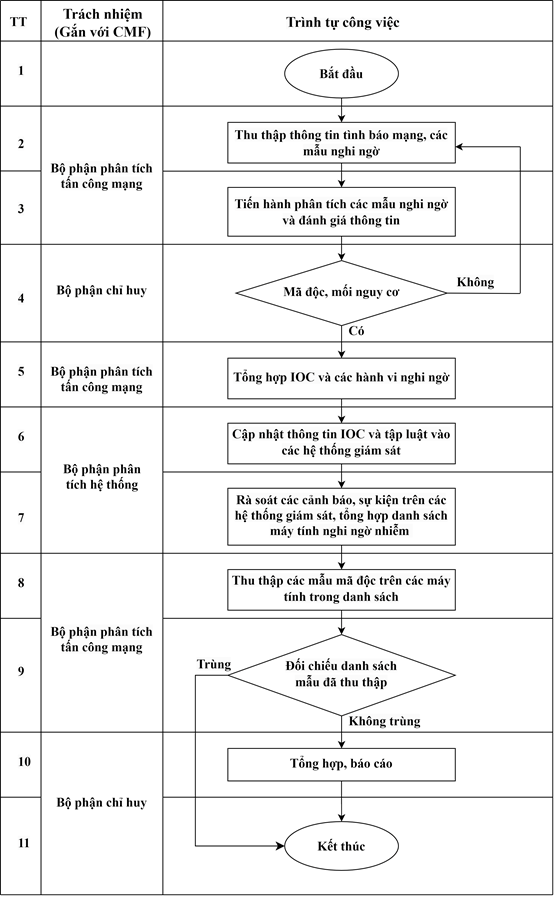 TT
Trách nhiệm
(Gắn với CMF)
Trình tự công việc
1
Bắt đầu
2
Bộ phận phân tích
tấn công mạng
Thu thập thông tin tình báo mạng, các
mẫu nghi ngờ
3
Tiến hành phân tích các mẫu nghi ngờ
và đánh giá thông tin
4
Bộ phận chỉ huy
Mã độc, mối nguy cơ
Không
Có
5
Bộ phận phân tích
tấn công mạng
Tổng hợp IOC và các hành vi nghi ngờ
6
Bộ phận phân
tích hệ thống
Cập nhật thông tin IOC và tập luật vào
các hệ thống giám sát
7
Rà soát các cảnh báo, sự kiện trên các
hệ thống giám sát, tổng hợp danh sách
máy tính nghi ngờ nhiễm
8
Bộ phận phân tích
tấn công mạng
Thu thập các mẫu mã độc trên các máy
tính trong danh sách
9
Trùng
Đối chiếu danh sách
mẫu đã thu thập
Không trùng
10
Bộ phận chỉ huy
Tổng hợp, báo cáo
11
Kết thúc